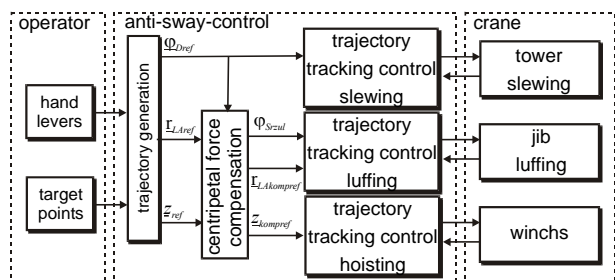 operator
anti-sway-control
crane
hand
levers
target
points
trajectory generation
φDref
rLAref
zref
centripetal force
compensation
φSrzul
rLAkompref
zkompref
trajectory
tracking control
slewing
trajectory
tracking control
luffing
trajectory
tracking control
hoisting
tower
slewing
jib
luffing
winchs